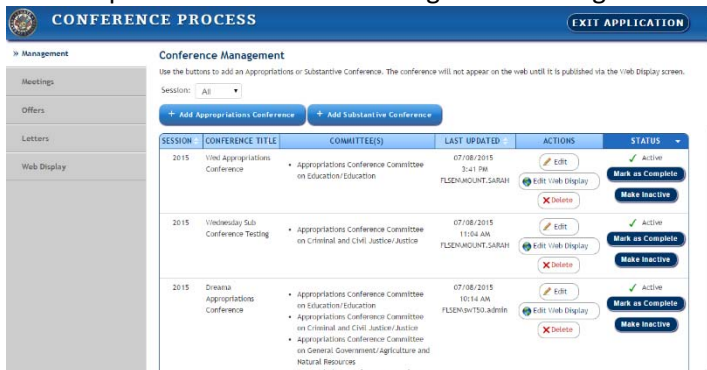 CONFERENCE PROCESS
EXIT APPLICATION
» Management
Meetings
Offers
Letters
Web Display
Conference Management
Use the buttons to add an Appropriations or Substantive Conference. The conference will not appear on the web until it is published via the Web Display screen.
Session: All
+ Add Appropriations Conference + Add Substantive Conference
SESSION CONFERENCE TITLE COMMITTEE(S) LAST UPDATED ACTIONS STATUS
2015
Wed Appropriations
Conference
• Appropriations Conference Committee
on Education/Education
07/08/2015
3:41 PM
FLSEN\MOUNT.SARAH
Edit
Edit Web Display
Delete
Active
Mark as Complete
Make Inactive
2015
Wednesday Sub
Conference Testing
• Appropriations Conference Committee
on Criminal and Civil Justice/Justice
07/08/2015
11:04 AM
FLSEN\MOUNT.SARAH
Edit
Edit Web Display
Delete
Active
Mark as Complete
Make Inactive
2015
Dreama
Appropriations
Conference
• Appropriations Conference Committee
on Education/Education
• Appropriations Conference Committee
on Criminal and Civil Justice/Justice
• Appropriations Conference Committee
on General Government/Agriculture and
Natural Resources
07/08/2015
10:14 AM
FLSEN\swT50.admin
Edit
Edit Web Display
Delete
Active
Mark as Complete
Make Inactive